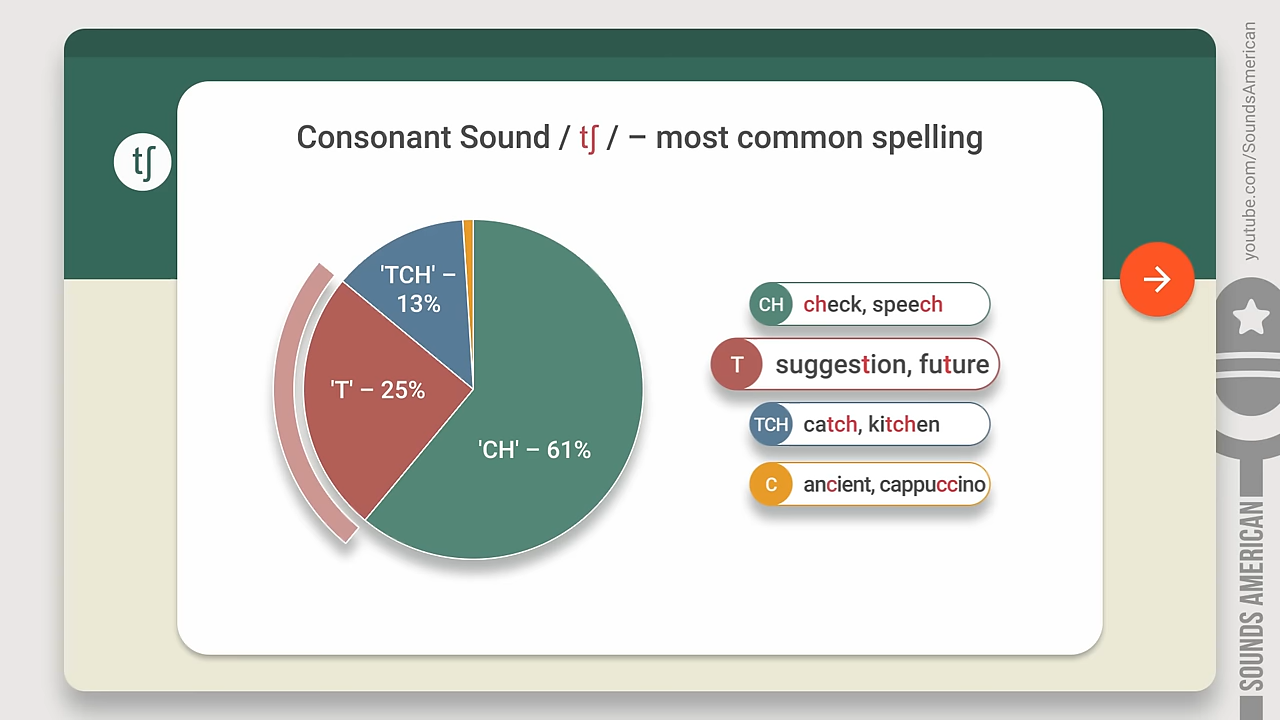 Consonant Sound / tʃ / – most common spelling
tʃ
'TCH' –
13%
'T' – 25%
'CH' – 61%
CH check, speech
T suggestion, future
TCH catch, kitchen
C ancient, cappuccino
youtube.com/SoundsAmerican
SOUNDS AMERICAN